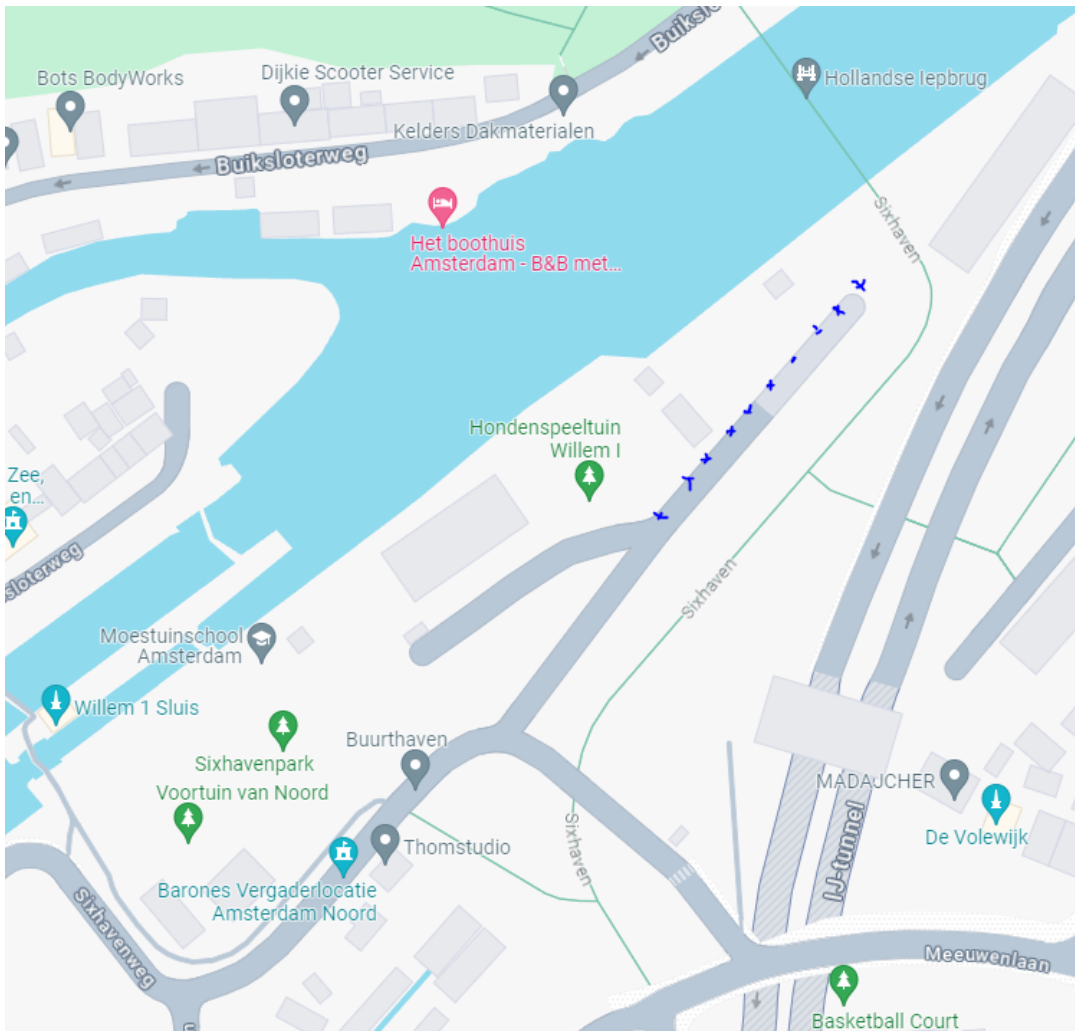 Buiksloterweg
Bots BodyWorks
Dijkie Scooter Service
Hollandse Iepbrug
Kelders Dakmaterialen
Buiksloterweg
Sixhaven
Het boothuis
Amsterdam - B&B met...
Hondenspeeltuin
Willem I
Zee,
en...
Sixhaven
Moestuinschool
Amsterdam
Willem 1 Sluis
Buurthaven
Sixhavenpark
Voortuin van Noord
MADAJCHER
De Volewijk
IJ-tunnel
Sixhaven
Thomstudio
Barones Vergaderlocatie
Amsterdam Noord
Sixhavenweg
Meeuwenlaan
Basketball Court